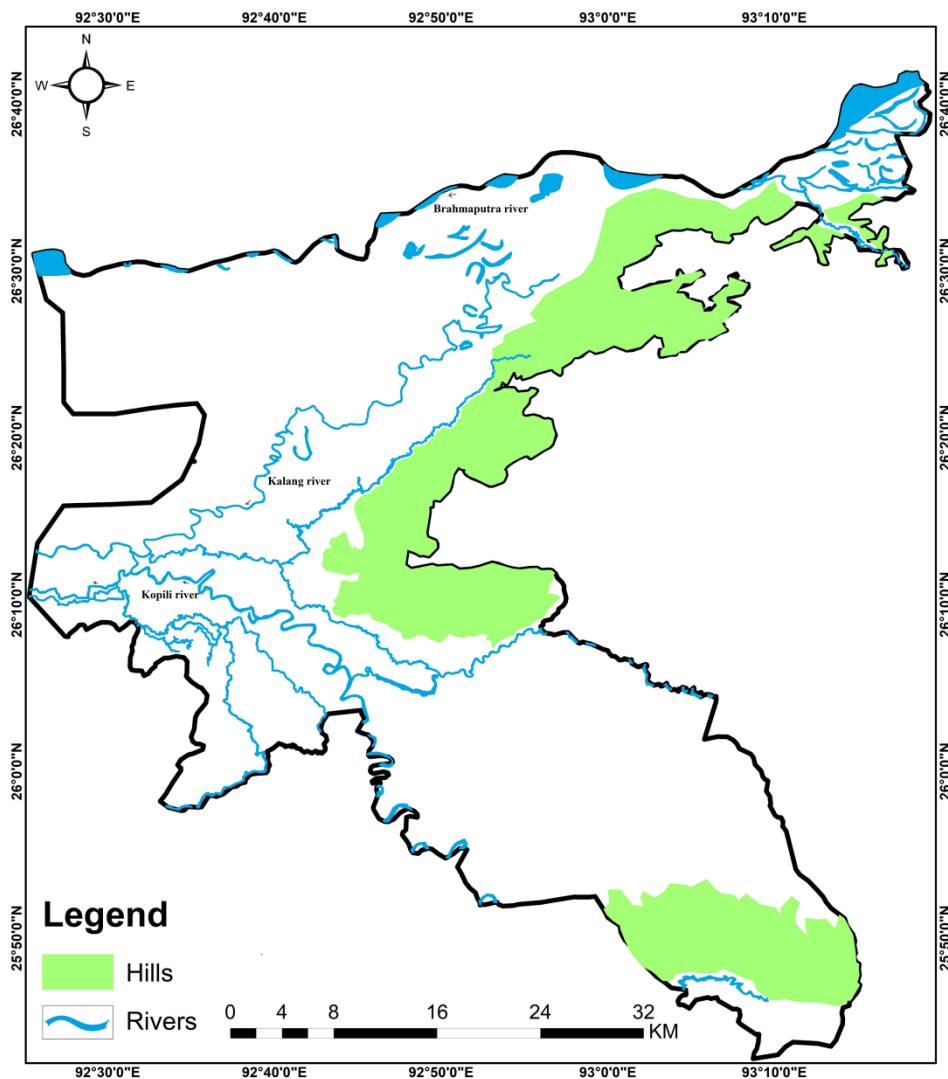 92°30'0"E 92°40'0"E 92°50'0"E 93°0'0"E 93°10'0"E
N
W E
S
26°40'0"N 26°40'0"N
Brahmaputra river
26°30'0"N 26°30'0"N
26°20'0"N 26°20'0"N
Kalang river
Kopili river
26°10'0"N 26°10'0"N
26°0'0"N 26°0'0"N
25°50'0"N 25°50'0"N
Legend
Hills
Rivers
0 4 8 16 24 32
KM
92°30'0"E 92°40'0"E 92°50'0"E 93°0'0"E 93°10'0"E